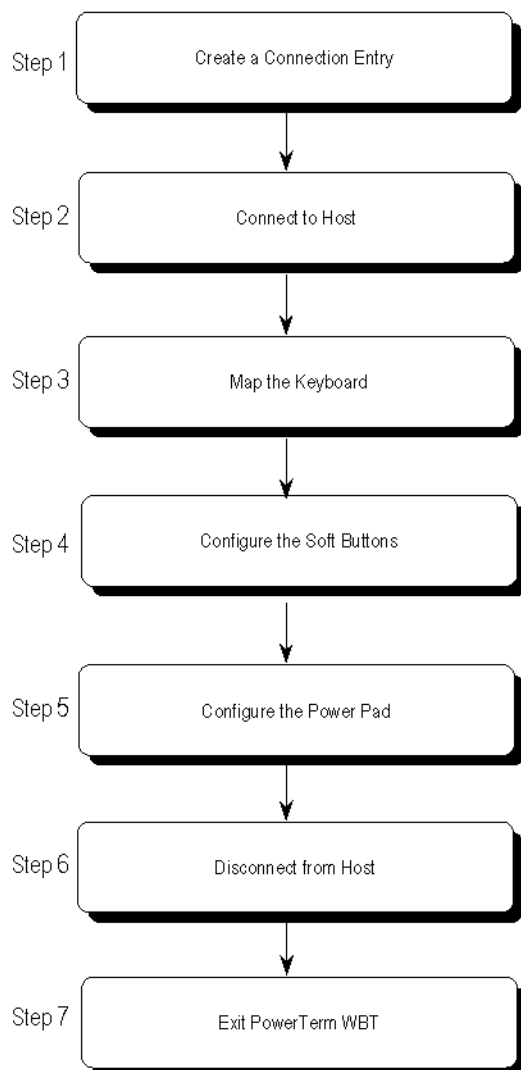 Step 1
Create a Connection Entry
Step 2
Connect to Host
Step 3
Map the Keyboard
Step 4
Configure the Soft Buttons
Step 5
Configure the Power Pad
Step 6
Disconnect from Host
Step 7
Exit PowerTerm WBT